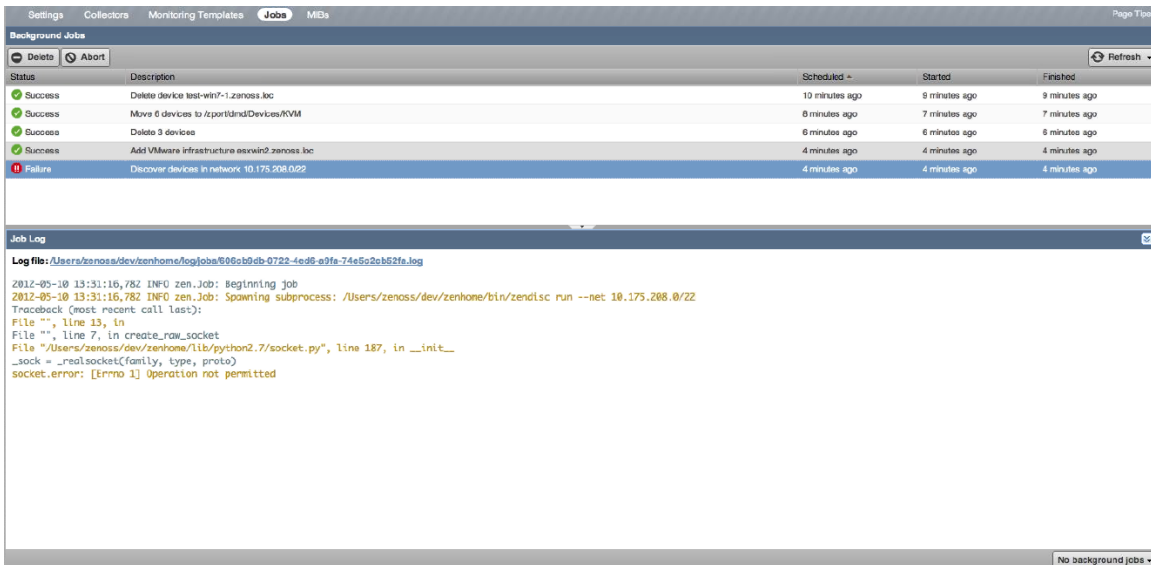 Settings Collectors Monitoring Templates Jobs MIBs Page Tips
Background Jobs
Delete Abort Refresh
Status Description Scheduled Started Finished
Success Delete device test-win7-1.zenoss.loc 10 minutes ago 9 minutes ago 9 minutes ago
Success Move 6 devices to /zport/dmd/Devices/KVM 8 minutes ago 7 minutes ago 7 minutes ago
Success Delete 3 devices 6 minutes ago 6 minutes ago 6 minutes ago
Success Add VMware infrastructure esxwin2.zenoss.loc 4 minutes ago 4 minutes ago 4 minutes ago
Failure Discover devices in network 10.175.208.0/22 4 minutes ago 4 minutes ago 4 minutes ago
Job Log
Log file: /Users/zenoss/dev/zenhome/log/jobs/606cb9db-0722-4ed6-a9fa-74e5c2cb52fa.log
2012-05-10 13:31:16,782 INFO zen.Job: Beginning job
2012-05-10 13:31:16,782 INFO zen.Job: Spawning subprocess: /Users/zenoss/dev/zenhome/bin/zendisc run --net 10.175.208.0/22
Traceback (most recent call last):
File "", line 13, in
File "", line 7, in create_raw_socket
File "/Users/zenoss/dev/zenhome/lib/python2.7/socket.py", line 187, in __init__
_sock = _realsocket(family, type, proto)
socket.error: [Errno 1] Operation not permitted
No background jobs